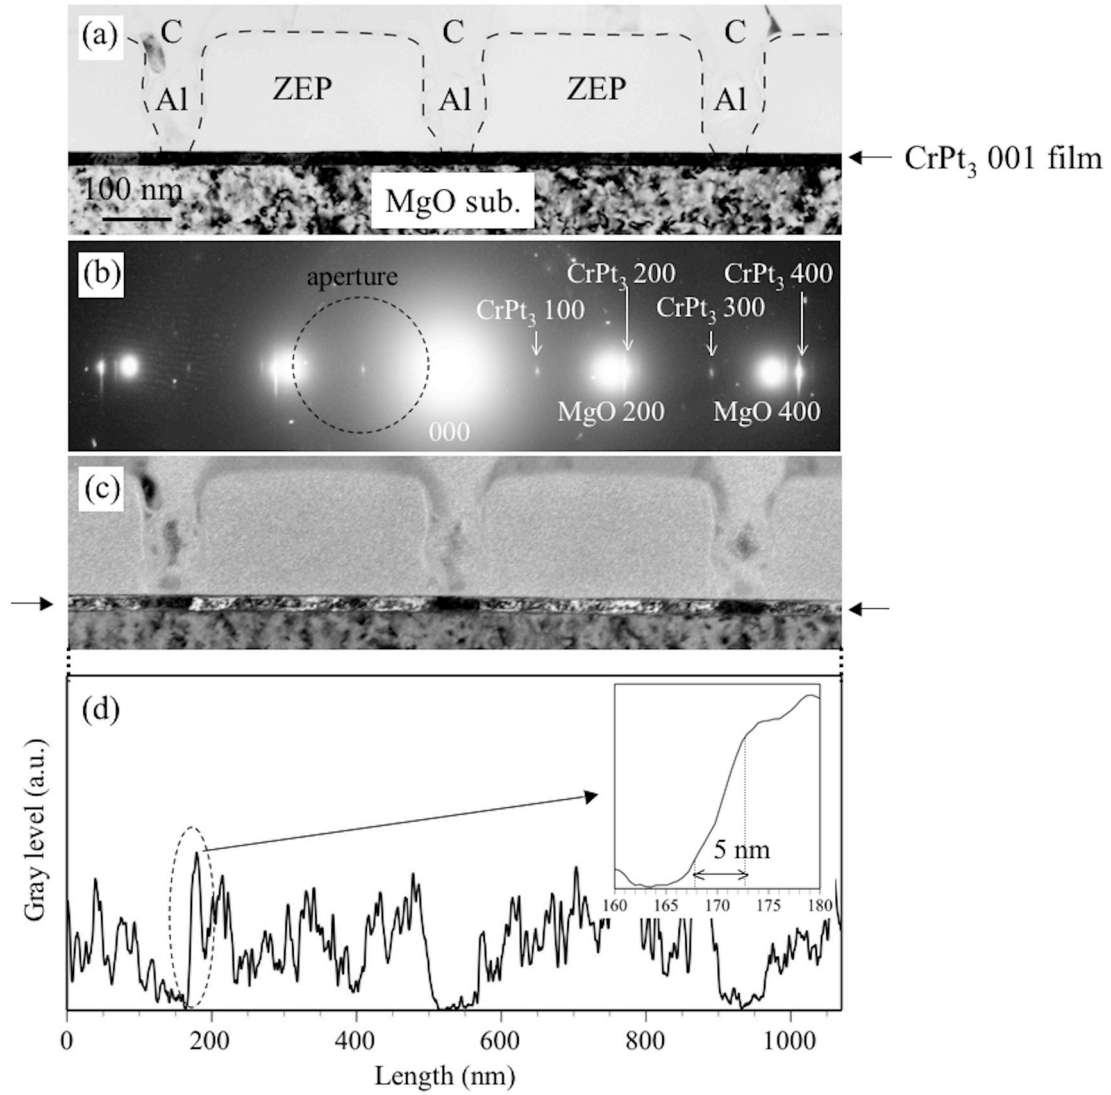 (a)
C C C
Al ZEP Al ZEP Al
CrPt3 001 film
100 nm
MgO sub.
(b)
aperture
CrPt3 200 CrPt3 400
CrPt3 100 CrPt3 300
MgO 200 MgO 400
000
(c)
(d)
5 nm
160 165 170 175 180
Gray level (a.u.)
0 200 400 600 800 1000
Length (nm)